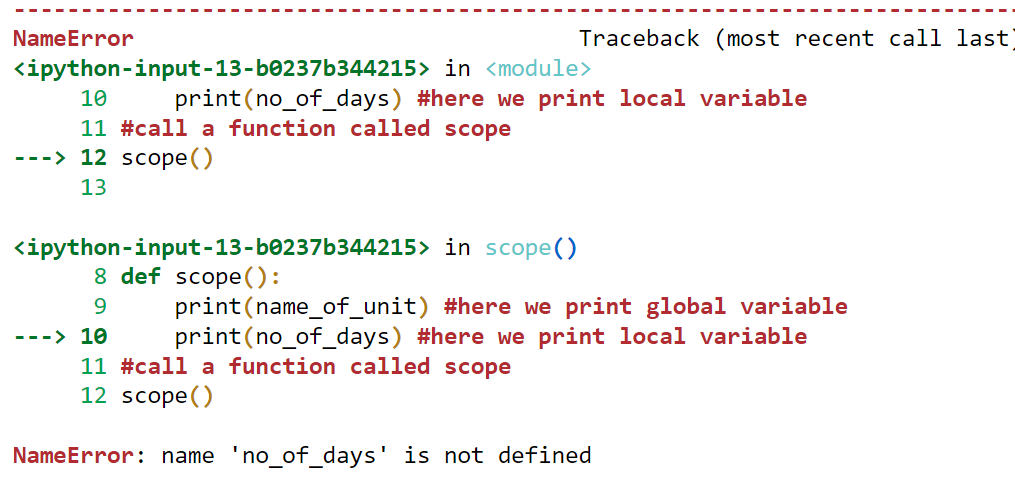 ---------------------------------------------------------------------------
NameError                                 Traceback (most recent call last)
<ipython-input-13-b0237b344215> in <module>
     10     print(no_of_days) #here we print local variable
     11 #call a function called scope
---> 12 scope()
     13

<ipython-input-13-b0237b344215> in scope()
      8 def scope():
      9     print(name_of_unit) #here we print global variable
---> 10     print(no_of_days) #here we print local variable
     11 #call a function called scope
     12 scope()

NameError: name 'no_of_days' is not defined